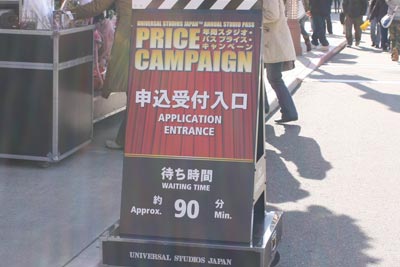 UNIVERSAL STUDIOS JAPAN™ ANNUAL STUDIO PASS
PRICE
CAMPAIGN
年間スタジオ・
パスプライス・
キャンペーン
申込受付入口
APPLICATION
ENTRANCE
待ち時間
WAITING TIME
約 90 分
Approx. Min.
UNIVERSAL STUDIOS JAPAN